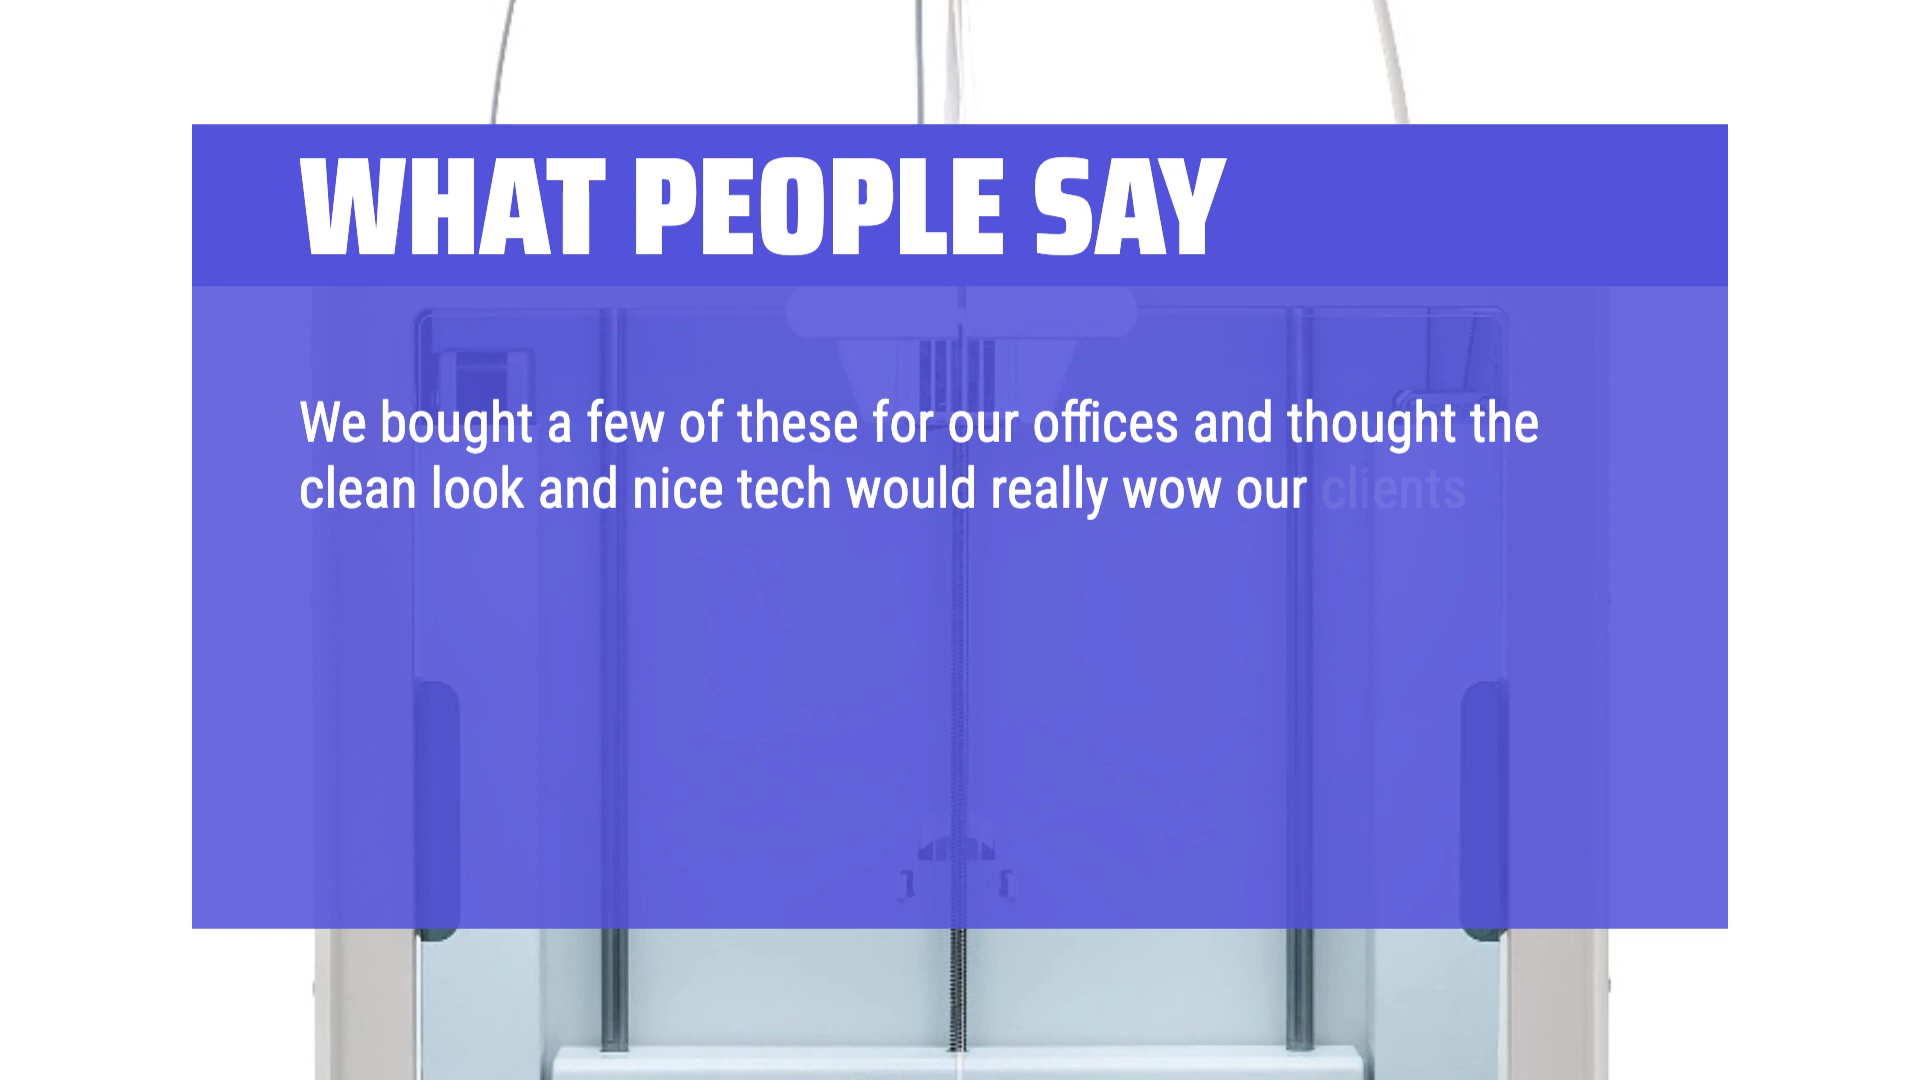 WHAT PEOPLE SAY
We bought a few of these for our offices and thought the
clean look and nice tech would really wow our clients